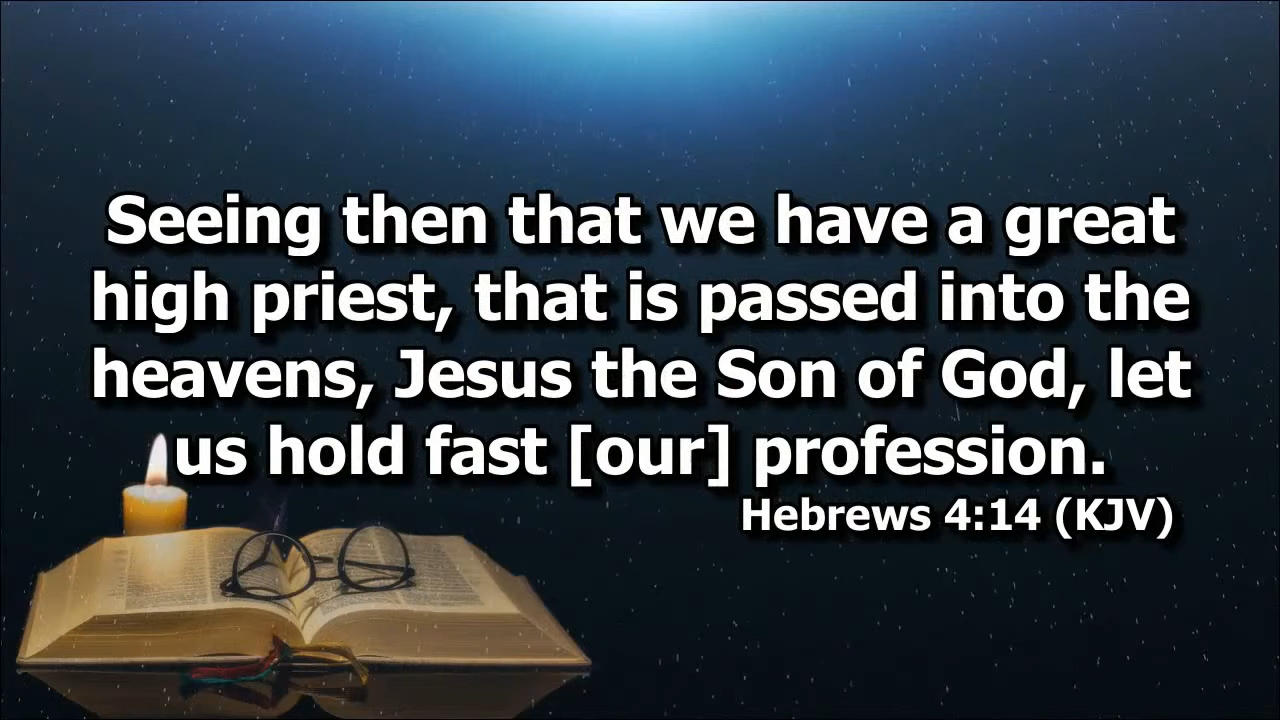 Seeing then that we have a great
high priest, that is passed into the
heavens, Jesus the Son of God, let
us hold fast [our] profession.
Hebrews 4:14 (KJV)